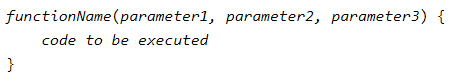 functionName(parameter1, parameter2, parameter3) {
    code to be executed
}